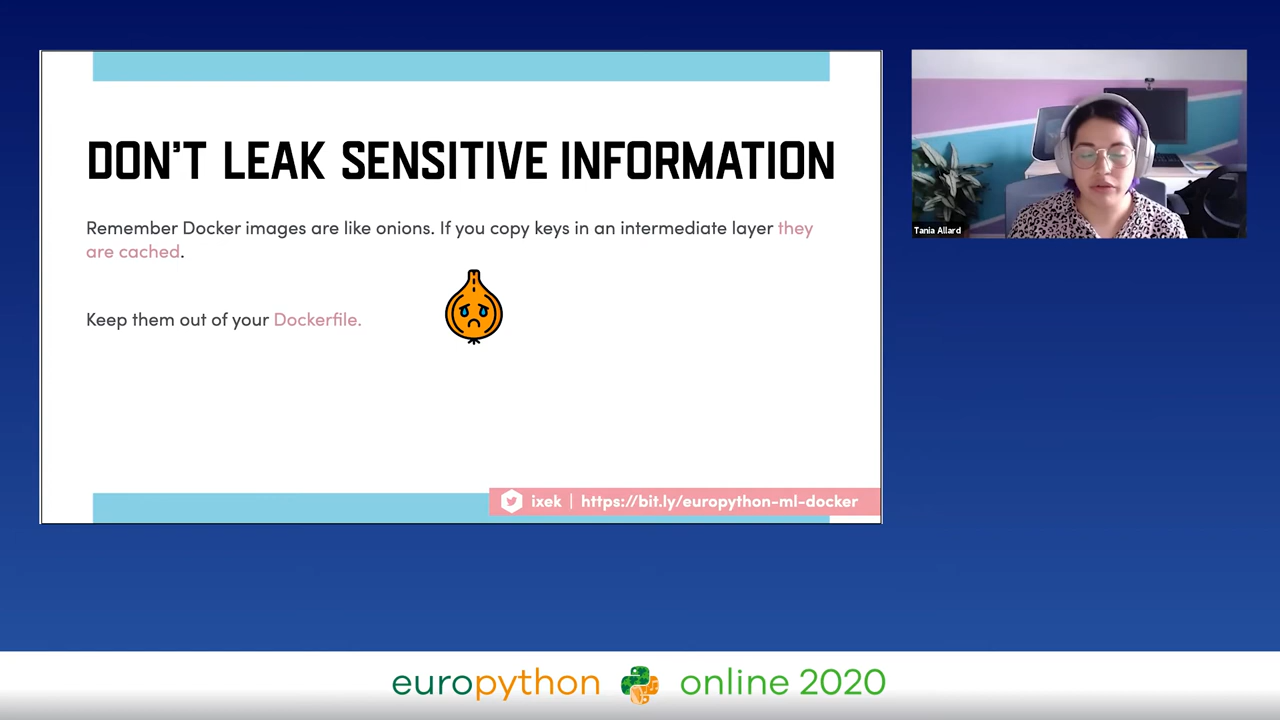 DON'T LEAK SENSITIVE INFORMATION
Remember Docker images are like onions. If you copy keys in an intermediate layer they
are cached.
Keep them out of your Dockerfile.
ixek | https://bit.ly/europython-ml-docker
Tania Allard
europython online 2020